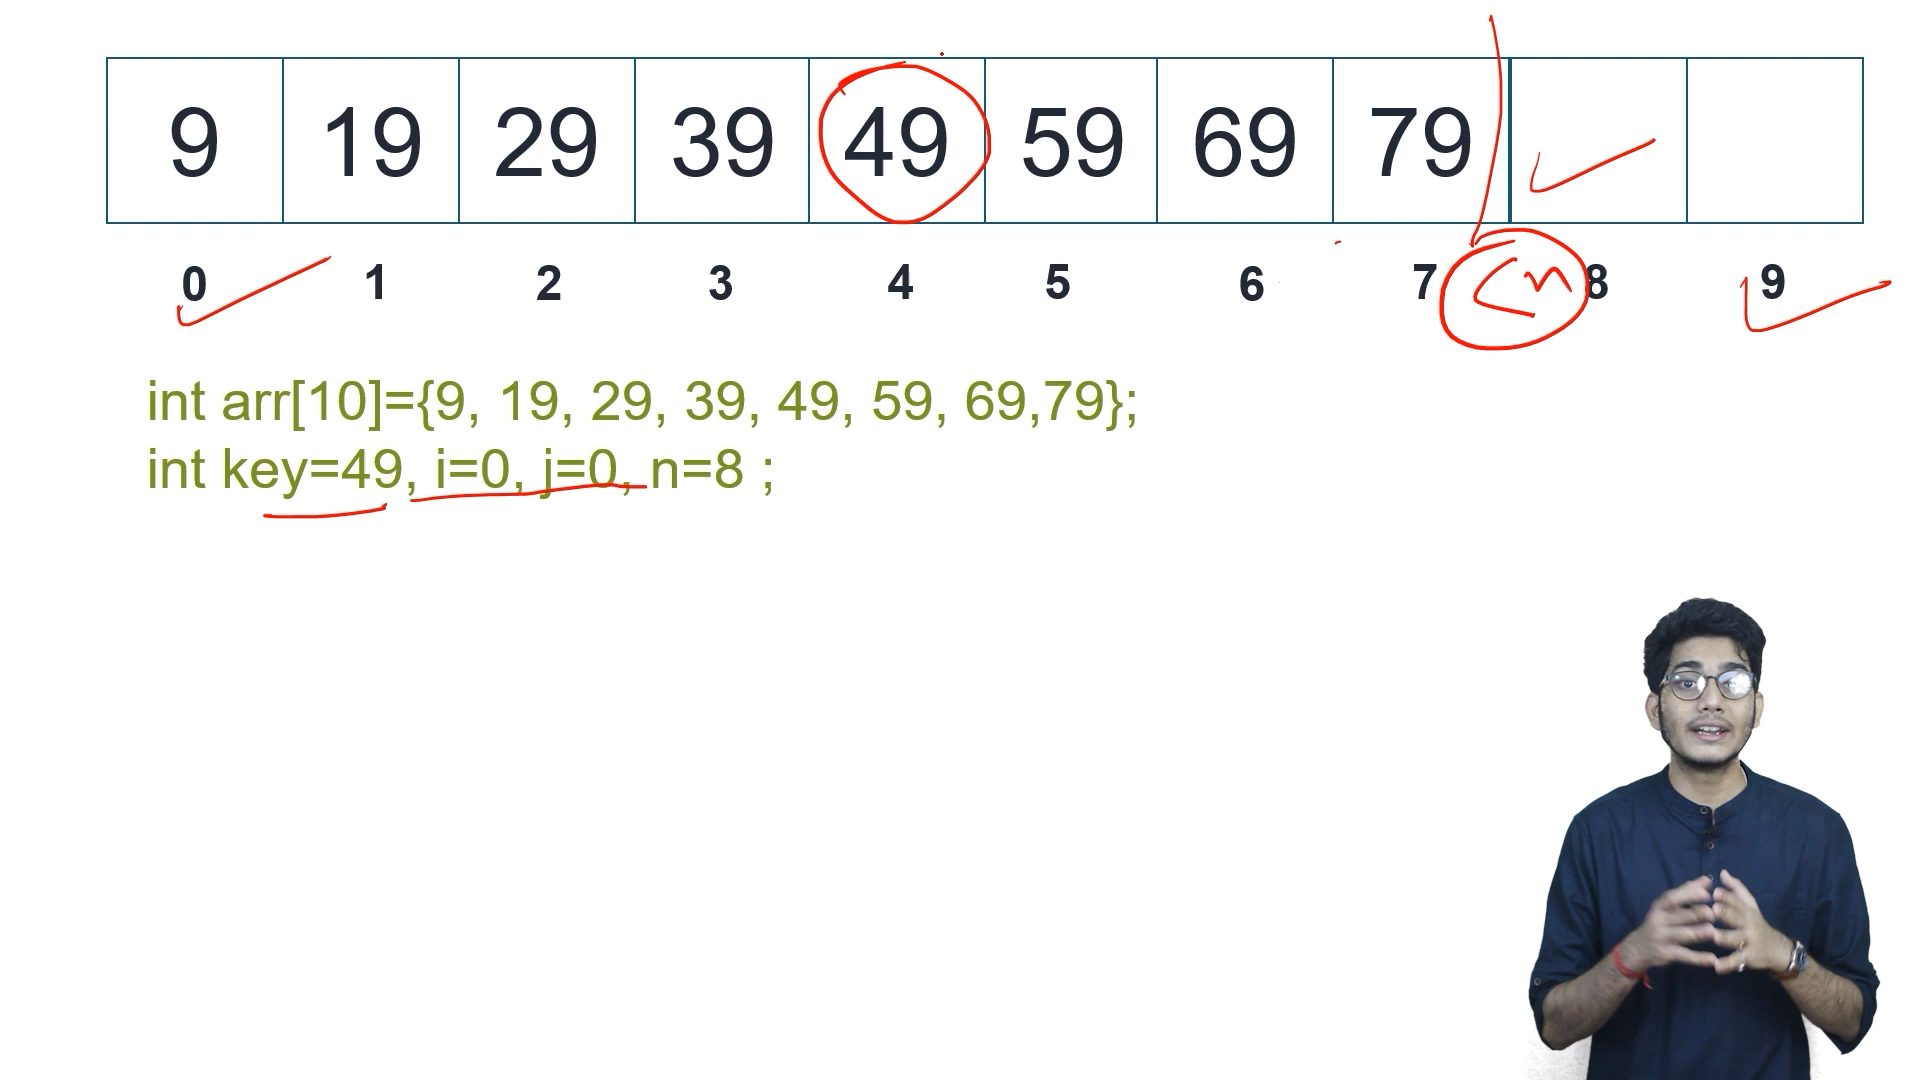 9 19 29 39 49 59 69 79
0 1 2 3 4 5 6 7 <n 8 9
int arr[10]={9, 19, 29, 39, 49, 59, 69,79};
int key=49, i=0, j=0, n=8 ;